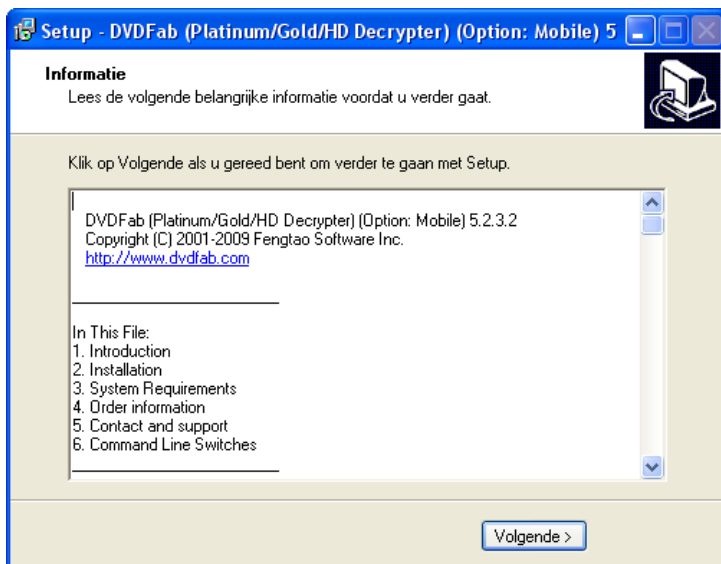 Setup - DVDFab (Platinum/Gold/HD Decrypter) (Option: Mobile) 5
Informatie
Lees de volgende belangrijke informatie voordat u verder gaat.
Klik op Volgende als u gereed bent om verder te gaan met Setup.
DVDFab (Platinum/Gold/HD Decrypter) (Option: Mobile) 5.2.3.2
Copyright (C) 2001-2009 Fengtao Software Inc.
http://www.dvdfab.com
In This File:
1. Introduction
2. Installation
3. System Requirements
4. Order information
5. Contact and support
6. Command Line Switches
Volgende >